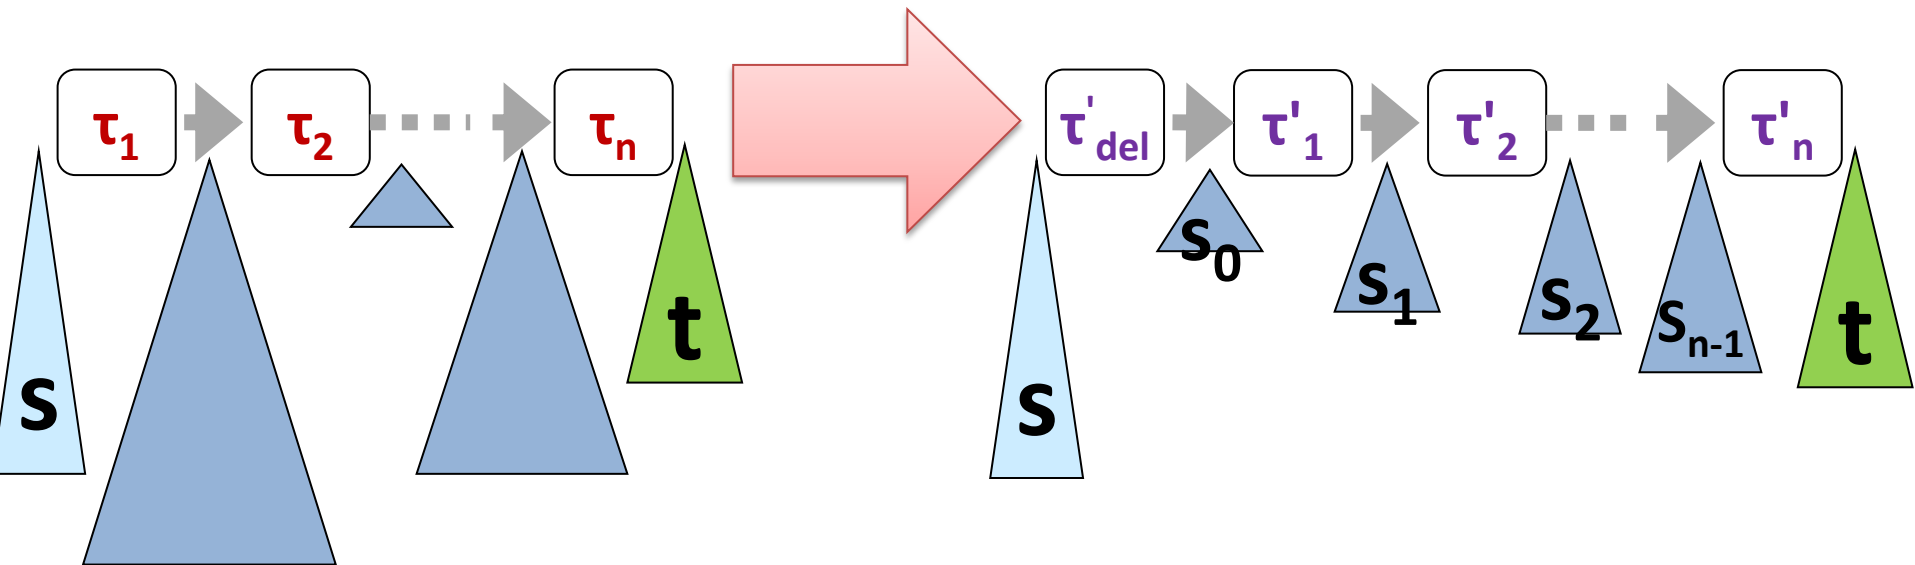 τ1 τ2 τn τ'del τ'1 τ'2 τ'n
s t s s0 s1 s2 sn-1 t